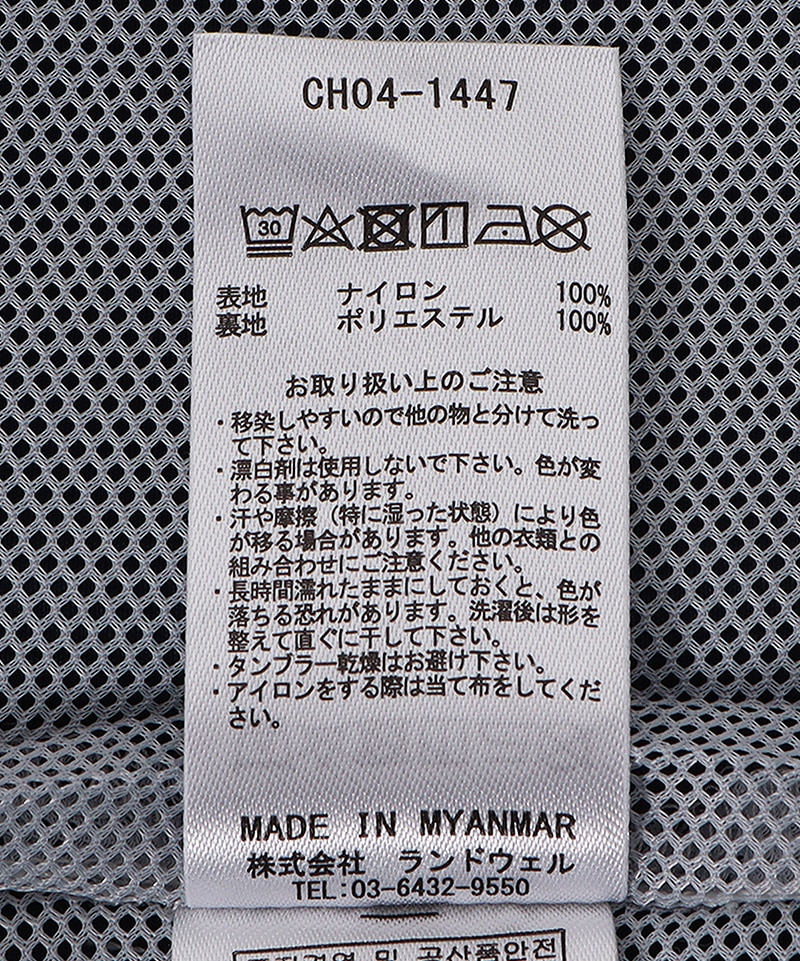 CH04-1447
30
表地 ナイロン 100%
裏地 ポリエステル 100%
お取り扱い上のご注意
・移染しやすいので他の物と分けて洗っ
て下さい。
・漂白剤は使用しないで下さい。色が変
わる事があります。
・汗や摩擦（特に湿った状態）により色
が移る場合があります。他の衣類との
組み合わせにご注意ください。
・長時間濡れたままにしておくと、色が
落ちる恐れがあります。洗濯後は形を
整えて直ぐに干して下さい。
・タンブラー乾燥はお避け下さい。
・アイロンをする際は当て布をしてくだ
さい。
MADE IN MYANMAR
株式会社 ランドウェル
TEL:03-6432-9550
및 공산품안전